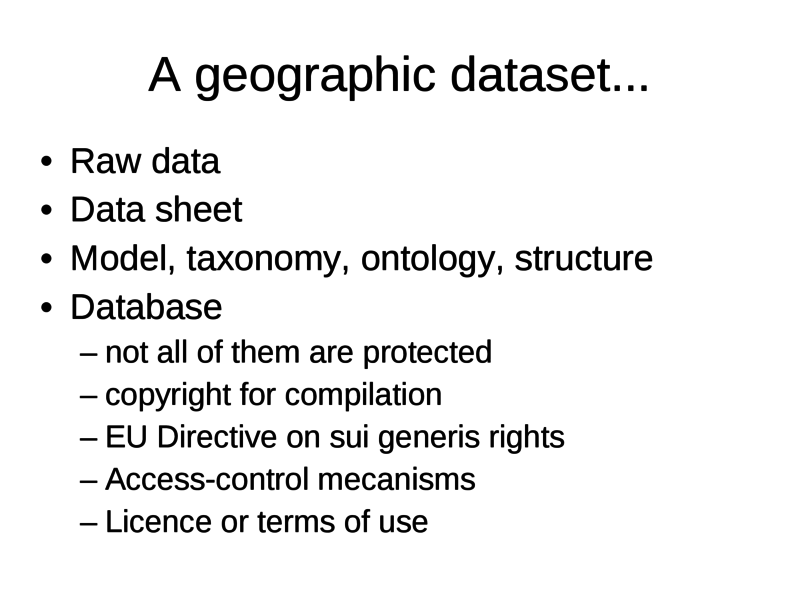 A geographic dataset...
• Raw data
• Data sheet
• Model, taxonomy, ontology, structure
• Database
– not all of them are protected
– copyright for compilation
– EU Directive on sui generis rights
– Access-control mecanisms
– Licence or terms of use